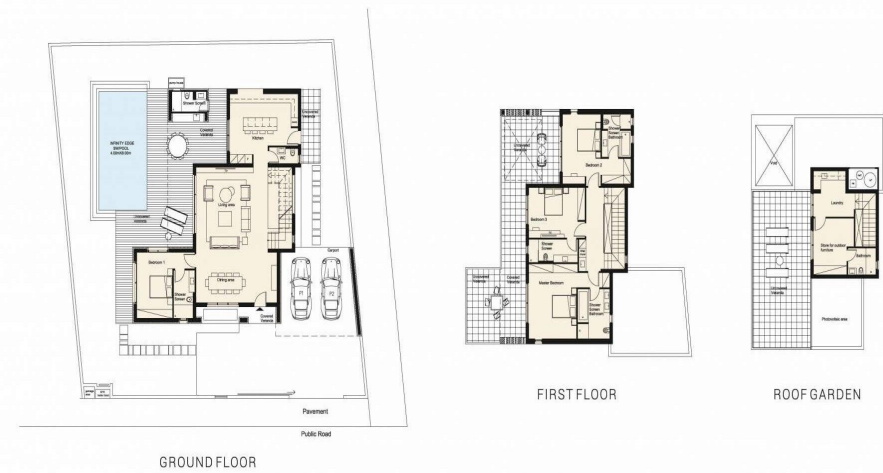 Shower Screen
Covered
Veranda
Uncovered
Veranda
Kitchen
WC
INFINITY EDGE
SWPOOL
Living area
Uncovered
Veranda
Carport
Bedroom 1
Dining area
Shower
Screen
P1
P2
Covered
Veranda
Pavement
Public Road
GROUND FLOOR
Uncovered
Veranda
Bedroom 2
Shower
Screen
Bathroom
Bedroom 3
Shower
Screen
Uncovered
Veranda
Covered
Veranda
Master Bedroom
Shower
Screen
Bathroom
FIRST FLOOR
Void
Laundry
Store for outdoor
furniture
Bathroom
Uncovered
Veranda
Photovoltaic area
ROOF GARDEN